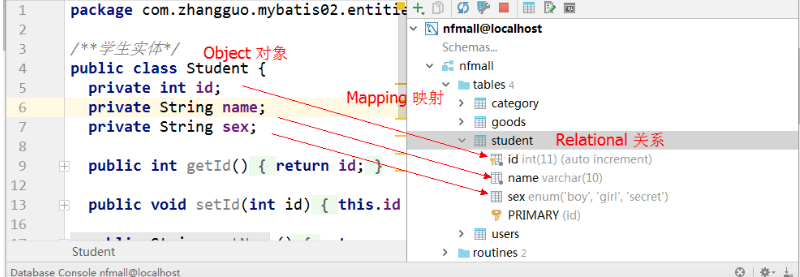 1 package com.zhangguo.mybatis02.entitie
2
3 /**学生实体*/
Object 对象
4 public class Student {
5 private int id;
6 private String name;
7 private String sex;
8
9 public int getId() { return id; }
12
13 public void setId(int id) { this.id
16
17
Student
Database Console nfmall@localhost
Mapping 映射
nfmall@localhost
Schemas...
nfmall
tables 4
category
goods
student
Relational 关系
id int(11) (auto increment)
name varchar(10)
sex enum('boy', 'girl', 'secret')
PRIMARY (id)
users
routines 2